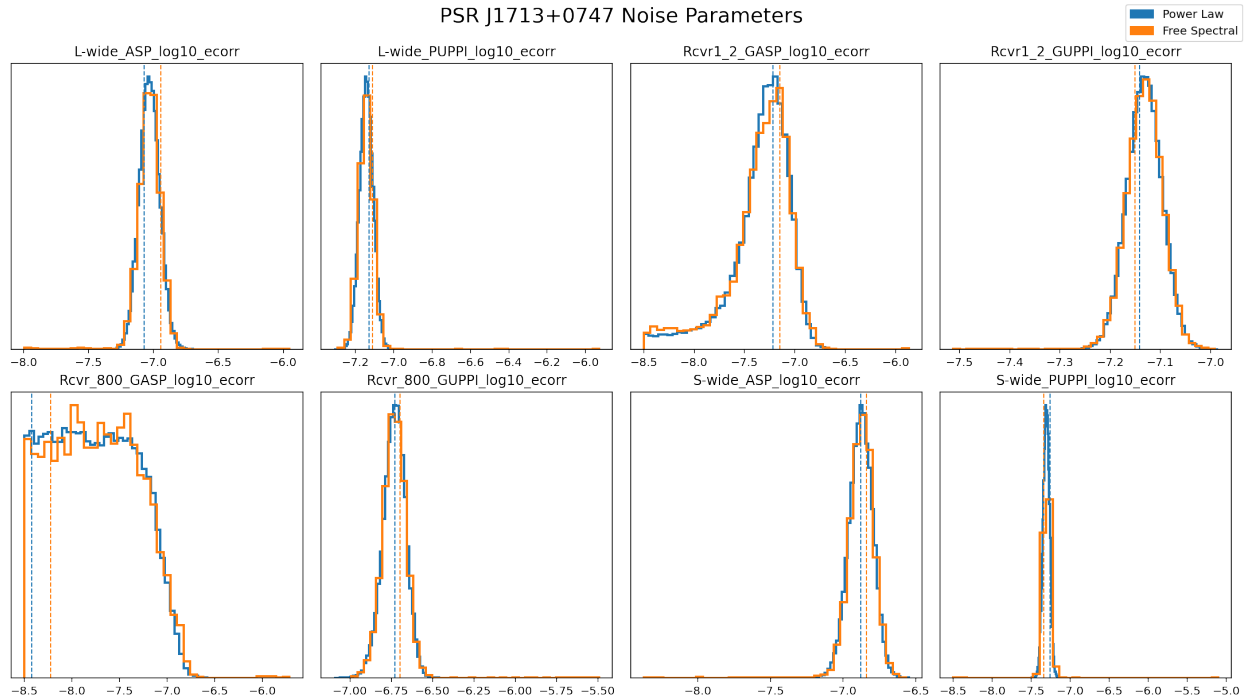 PSR J1713+0747 Noise Parameters
Power Law
Free Spectral
L-wide_ASP_log10_ecorr
L-wide_PUPPI_log10_ecorr
Rcvr1_2_GASP_log10_ecorr
Rcvr1_2_GUPPI_log10_ecorr
−8.0 −7.5 −7.0 −6.5 −6.0
−7.2 −7.0 −6.8 −6.6 −6.4 −6.2 −6.0
−8.5 −8.0 −7.5 −7.0 −6.5 −6.0
−7.5 −7.4 −7.3 −7.2 −7.1 −7.0
Rcvr_800_GASP_log10_ecorr
Rcvr_800_GUPPI_log10_ecorr
S-wide_ASP_log10_ecorr
S-wide_PUPPI_log10_ecorr
−8.5 −8.0 −7.5 −7.0 −6.5 −6.0
−7.00 −6.75 −6.50 −6.25 −6.00 −5.75 −5.50
−8.0 −7.5 −7.0 −6.5
−8.5 −8.0 −7.5 −7.0 −6.5 −6.0 −5.5 −5.0